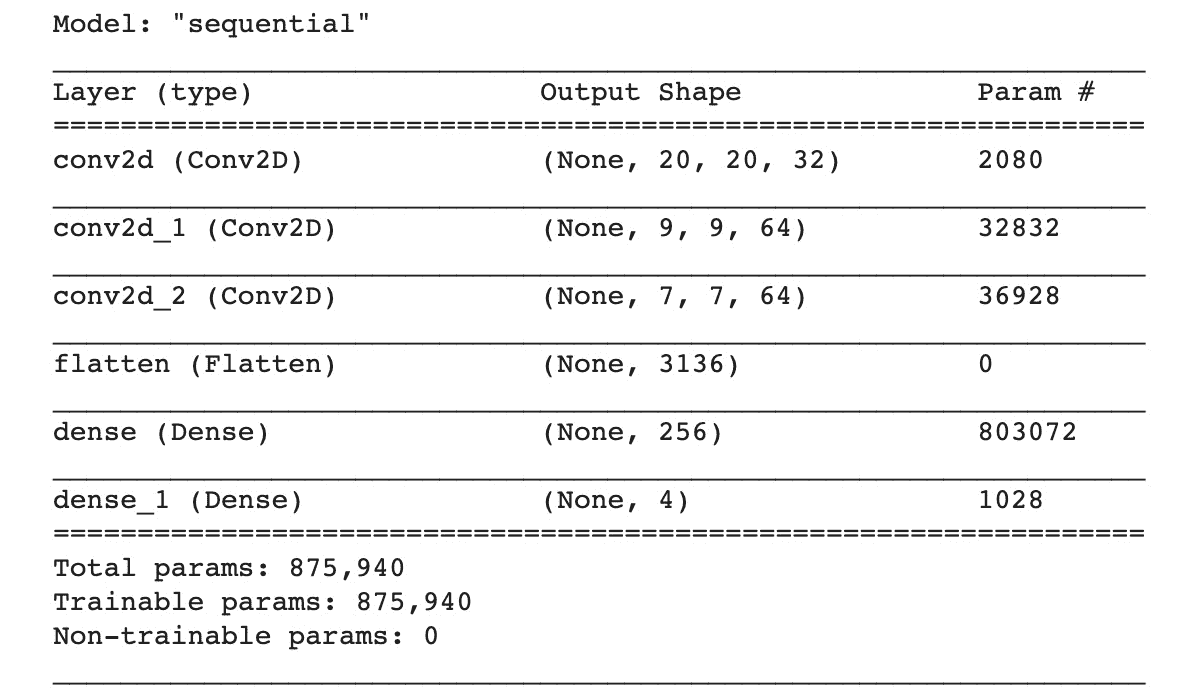 Model: "sequential"
Layer (type) Output Shape Param #
=================================================================
conv2d (Conv2D) (None, 20, 20, 32) 2080
conv2d_1 (Conv2D) (None, 9, 9, 64) 32832
conv2d_2 (Conv2D) (None, 7, 7, 64) 36928
flatten (Flatten) (None, 3136) 0
dense (Dense) (None, 256) 803072
dense_1 (Dense) (None, 4) 1028
=================================================================
Total params: 875,940
Trainable params: 875,940
Non-trainable params: 0